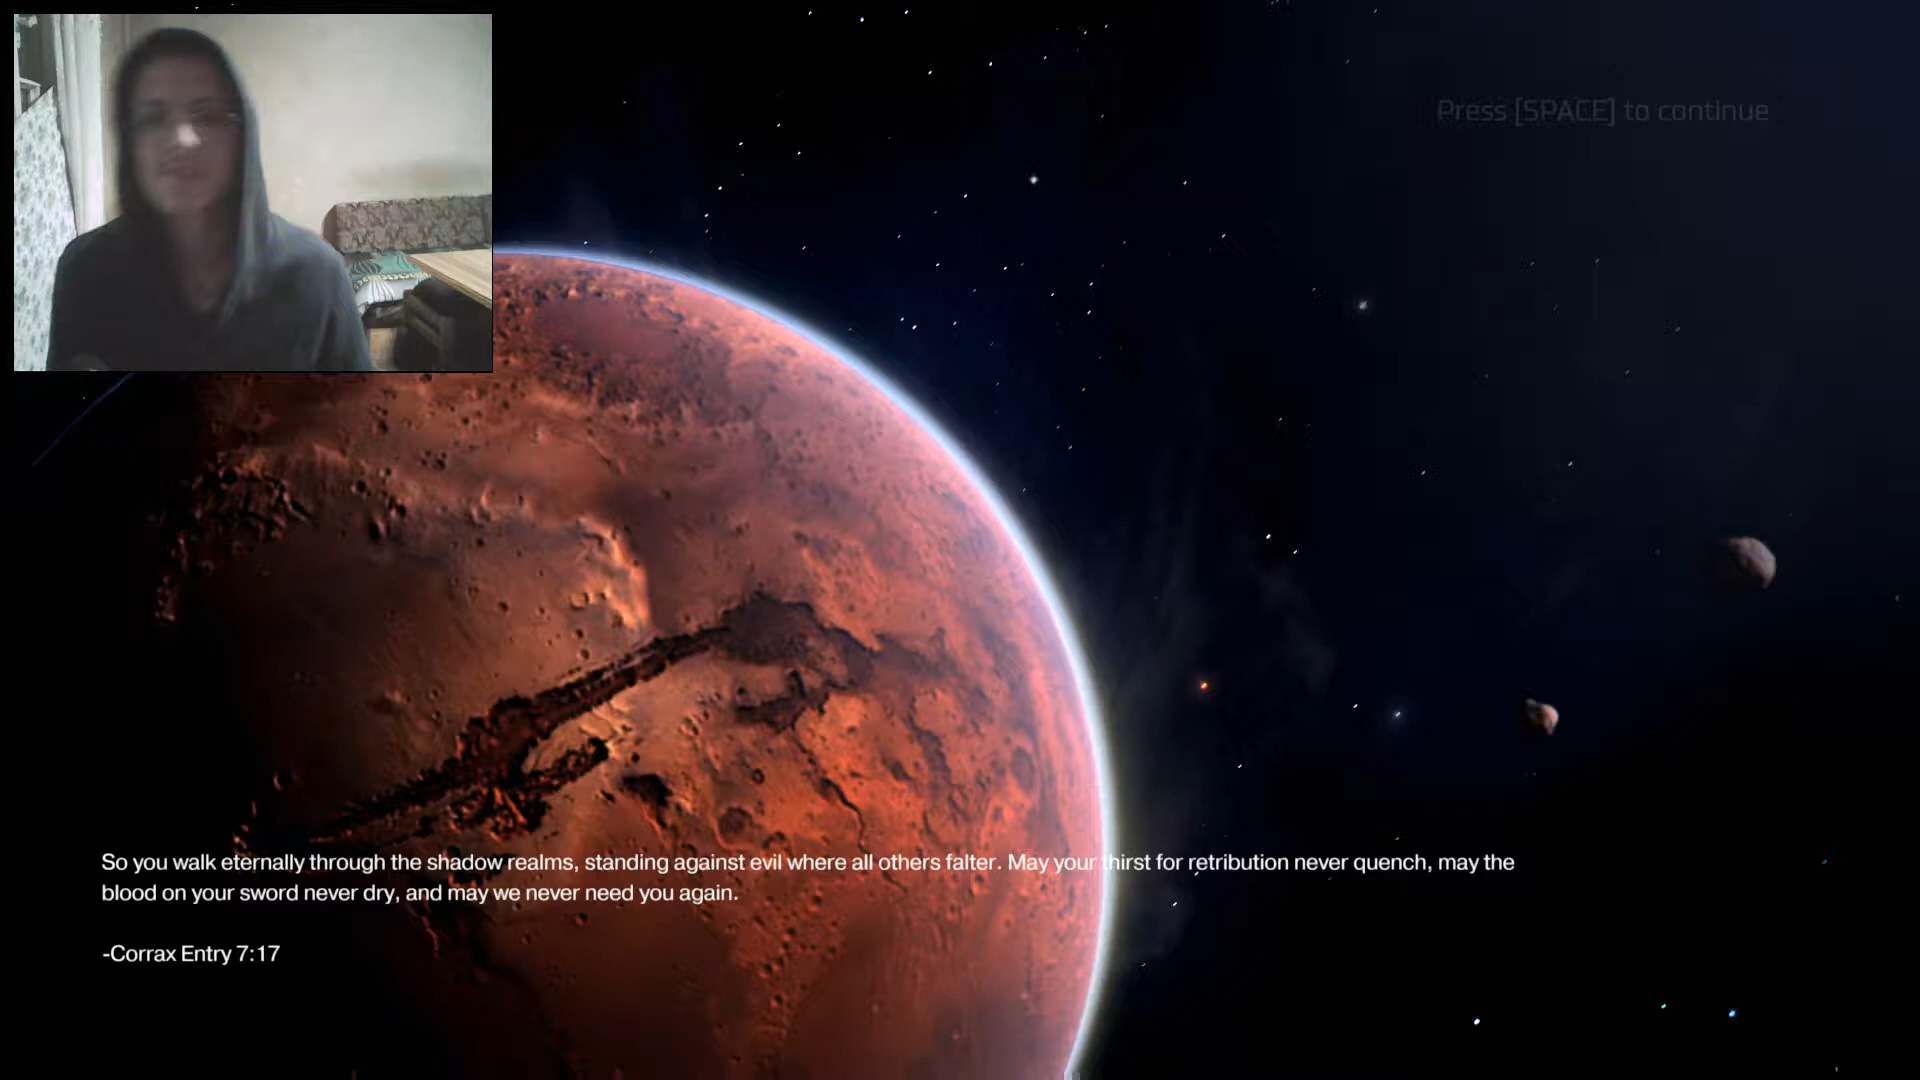 Press [SPACE] to continue
So you walk eternally through the shadow realms, standing against evil where all others falter. May your thirst for retribution never quench, may the
blood on your sword never dry, and may we never need you again.
-Corrax Entry 7:17